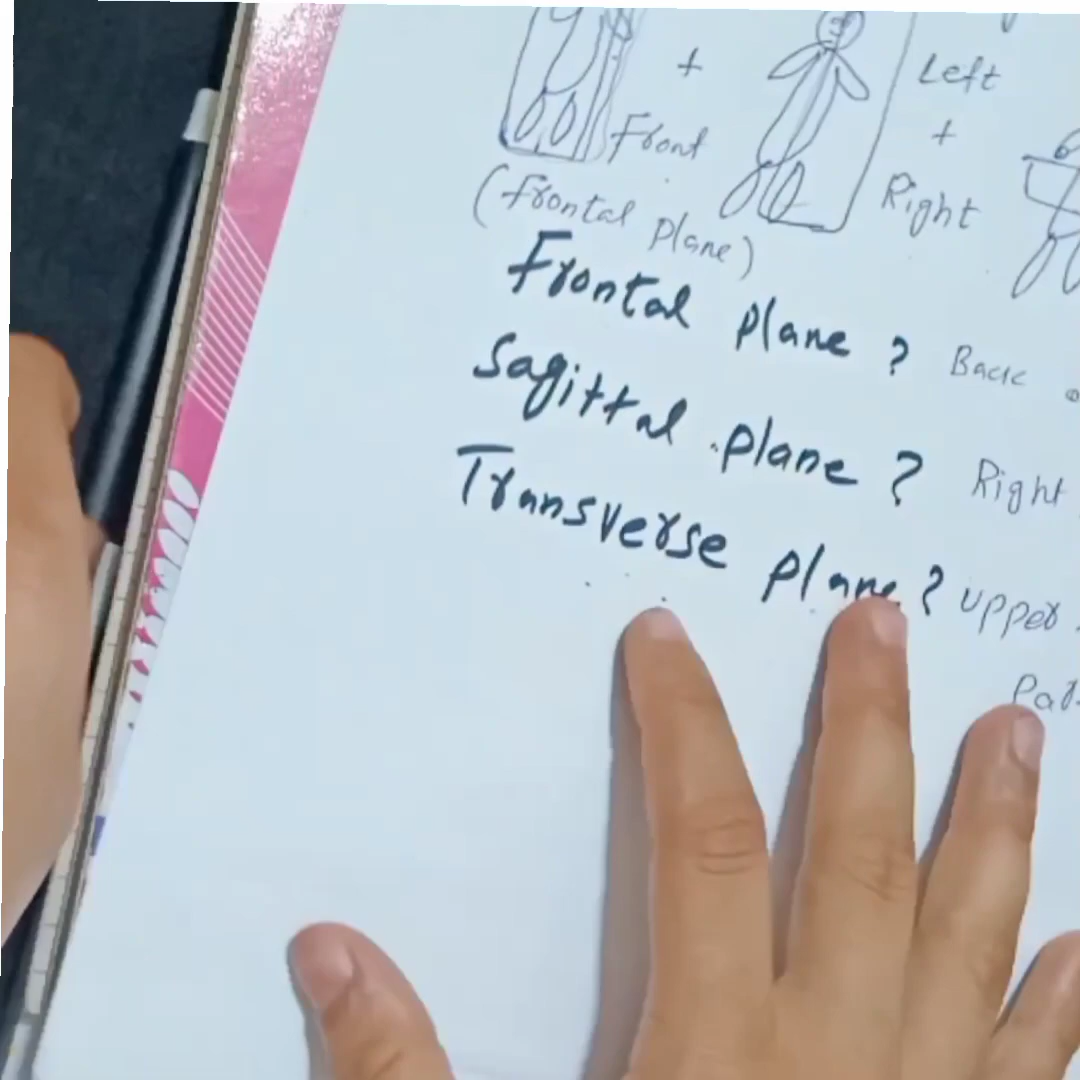 +
Left
Front
+
(Frontal Plane)
Right
Frontal plane ? Back
Sagittal plane ? Right
Transverse plane ? upper